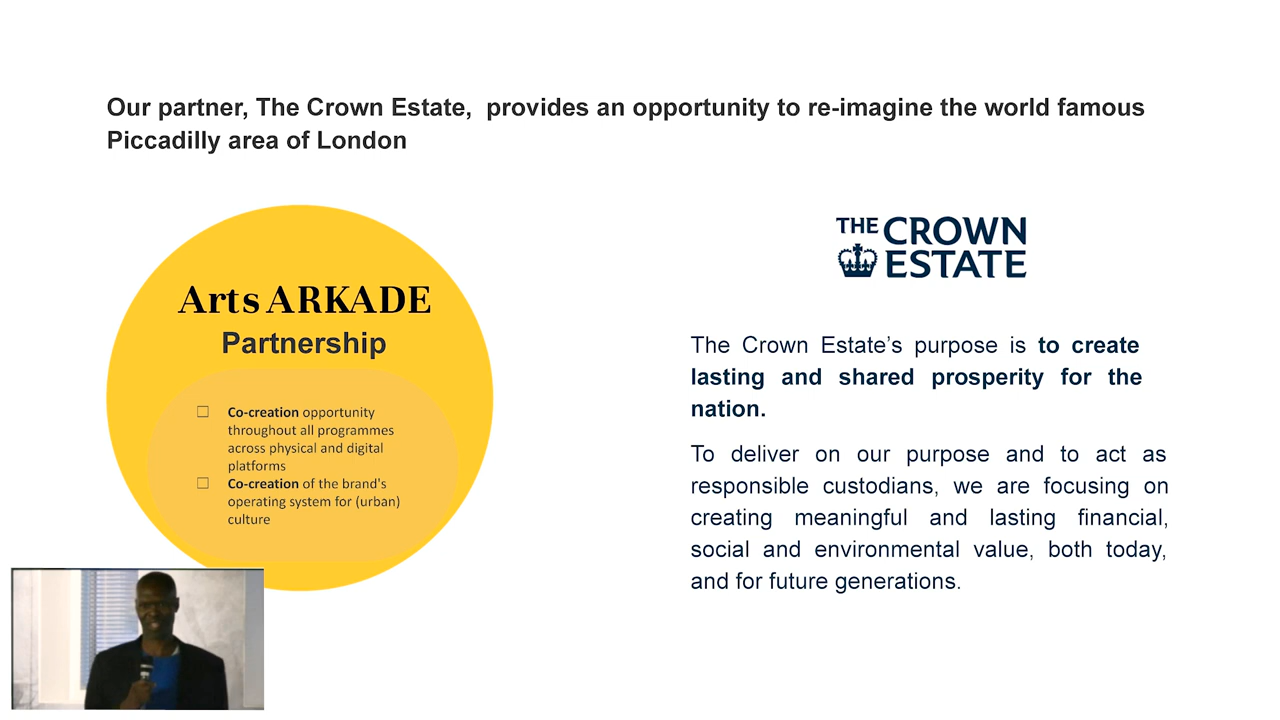 Our partner, The Crown Estate,  provides an opportunity to re-imagine the world famous
Piccadilly area of London
Arts ARKADE
Partnership
☐ Co-creation opportunity
throughout all programmes
across physical and digital
platforms
☐ Co-creation of the brand's
operating system for (urban)
culture
THE CROWN
ESTATE
The Crown Estate’s purpose is to create
lasting and shared prosperity for the
nation.
To deliver on our purpose and to act as
responsible custodians, we are focusing on
creating meaningful and lasting financial,
social and environmental value, both today,
and for future generations.